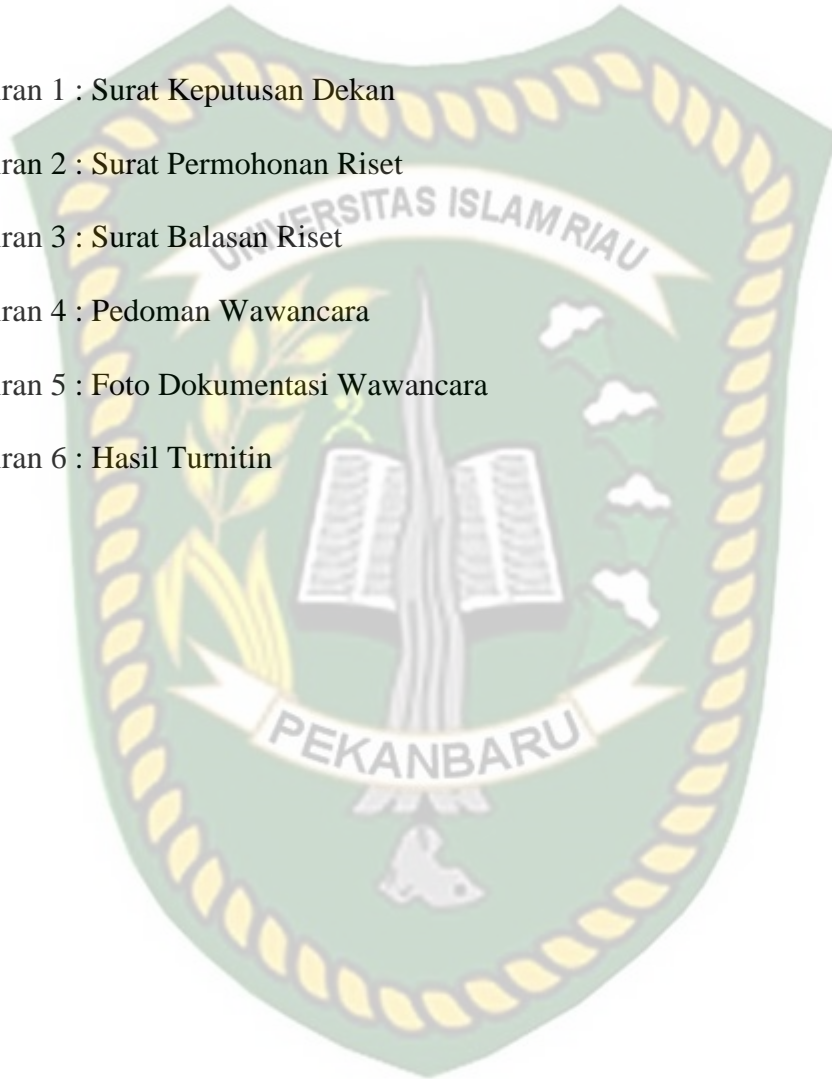 ran 1 : Surat Keputusan Dekan
ran 2 : Surat Permohonan Riset
ran 3 : Surat Balasan Riset
ran 4 : Pedoman Wawancara
ran 5 : Foto Dokumentasi Wawancara
ran 6 : Hasil Turnitin
UNIVERSITAS ISLAM RIAU
PEKANBARU